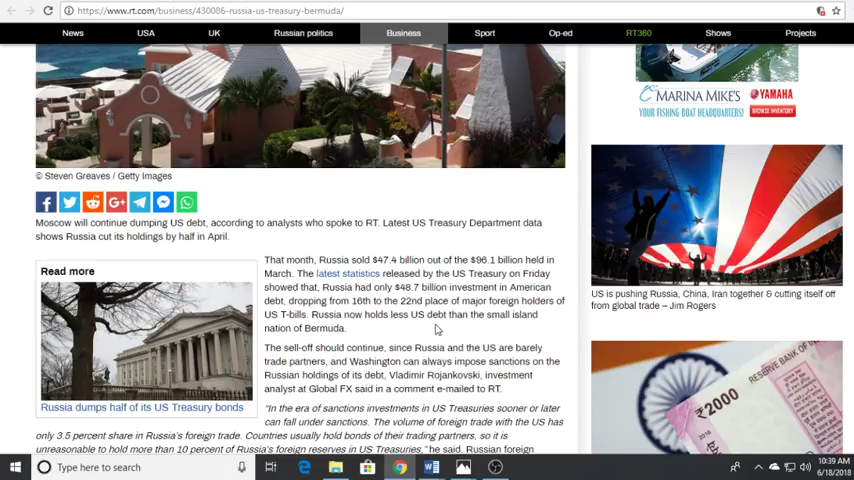 https://www.rt.com/business/430086-russia-us-treasury-bermuda/
News USA UK Russian politics Business Sport Op-ed RT360 Shows Projects
© Steven Greaves / Getty Images
Moscow will continue dumping US debt, according to analysts who spoke to RT. Latest US Treasury Department data
shows Russia cut its holdings by half in April.
Read more
Russia dumps half of its US Treasury bonds
That month, Russia sold $47.4 billion out of the $96.1 billion held in
March. The latest statistics released by the US Treasury on Friday
showed that, Russia had only $48.7 billion investment in American
debt, dropping from 16th to the 22nd place of major foreign holders of
US T-bills. Russia now holds less US debt than the small island
nation of Bermuda.
The sell-off should continue, since Russia and the US are barely
trade partners, and Washington can always impose sanctions on the
Russian holdings of its debt, Vladimir Rojankovski, investment
analyst at Global FX said in a comment e-mailed to RT.
"In the era of sanctions investments in US Treasuries sooner or later
can fall under sanctions. The volume of foreign trade with the US has
only 3.5 percent share in Russia's foreign trade. Countries usually hold bonds of their trading partners, so it is
unreasonable to hold more than 10 percent of Russia's foreign reserves in US Treasuries," he said. Russian foreign
MARINA MIKE'S
YOUR FISHING BOAT HEADQUARTERS!
YAMAHA
BROWSE INVENTORY
US is pushing Russia, China, Iran together & cutting itself off
from global trade – Jim Rogers
RESERVE BANK OF
₹2000
Type here to search
10:39 AM
6/18/2018